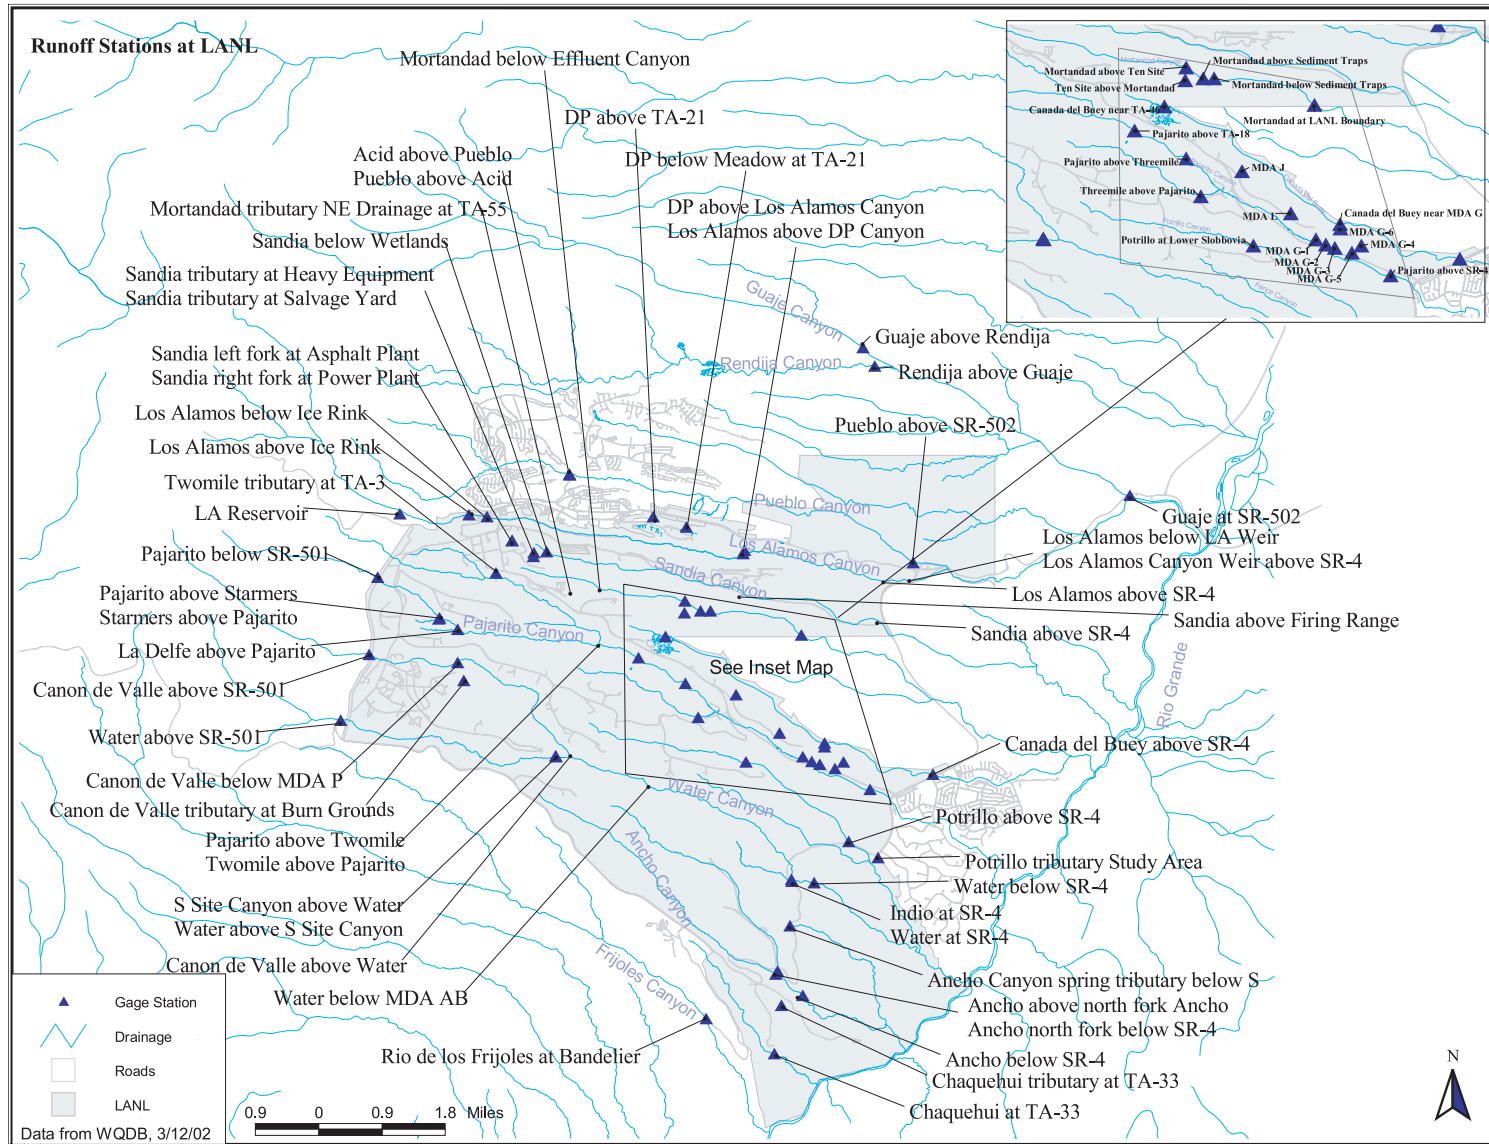 Runoff Stations at LANL
Mortandad below Effluent Canyon
DP above TA-21
Acid above Pueblo
Pueblo above Acid
DP below Meadow at TA-21
Mortandad tributary NE Drainage at TA-55
DP above Los Alamos Canyon
Los Alamos above DP Canyon
Sandia below Wetlands
Sandia tributary at Heavy Equipment
Sandia tributary at Salvage Yard
Sandia left fork at Asphalt Plant
Sandia right fork at Power Plant
Los Alamos below Ice Rink
Los Alamos above Ice Rink
Twomile tributary at TA-3
LA Reservoir
Pajarito below SR-501
Pajarito above Starmers
Starmers above Pajarito
La Delfe above Pajarito
Canon de Valle above SR-501
Water above SR-501
Canon de Valle below MDA P
Canon de Valle tributary at Burn Grounds
Pajarito above Twomile
Twomile above Pajarito
S Site Canyon above Water
Water above S Site Canyon
Canon de Valle above Water
Water below MDA AB
Rio de los Frijoles at Bandelier
Guaje Canyon
Rendija Canyon
Guaje above Rendija
Rendija above Guaje
Pueblo above SR-502
Pueblo Canyon
Los Alamos Canyon
Sandia Canyon
Pajarito Canyon
See Inset Map
Water Canyon
Ancho Canyon
Frijoles Canyon
Rio Grande
Guaje at SR-502
Los Alamos below LA Weir
Los Alamos Canyon Weir above SR-4
Los Alamos above SR-4
Sandia above Firing Range
Sandia above SR-4
Canada del Buey above SR-4
Potrillo above SR-4
Potrillo tributary Study Area
Water below SR-4
Indio at SR-4
Water at SR-4
Ancho Canyon spring tributary below S
Ancho above north fork Ancho
Ancho north fork below SR-4
Ancho below SR-4
Chaquehui tributary at TA-33
Chaquehui at TA-33
Mortandad Canyon
Mortandad above Sediment Traps
Mortandad above Ten Site
Ten Site above Mortandad
Mortandad below Sediment Traps
Canada del Buey near TA-46
Mortandad at LANL Boundary
Pajarito above TA-18
Pajarito above Threemile
Pajarito Canyon
MDA J
Canada del Buey
Threemile above Pajarito
MDA L
Canada del Buey near MDA G
Potrillo Canyon
MDA G-6
Potrillo at Lower Slobbovia
MDA G-1
MDA G-4
MDA G-2
MDA G-3
MDA G-5
Pajarito above SR-4
Fence Canyon
Gage Station
Drainage
Roads
LANL
Data from WQDB, 3/12/02
0.9 0 0.9 1.8 Miles
N